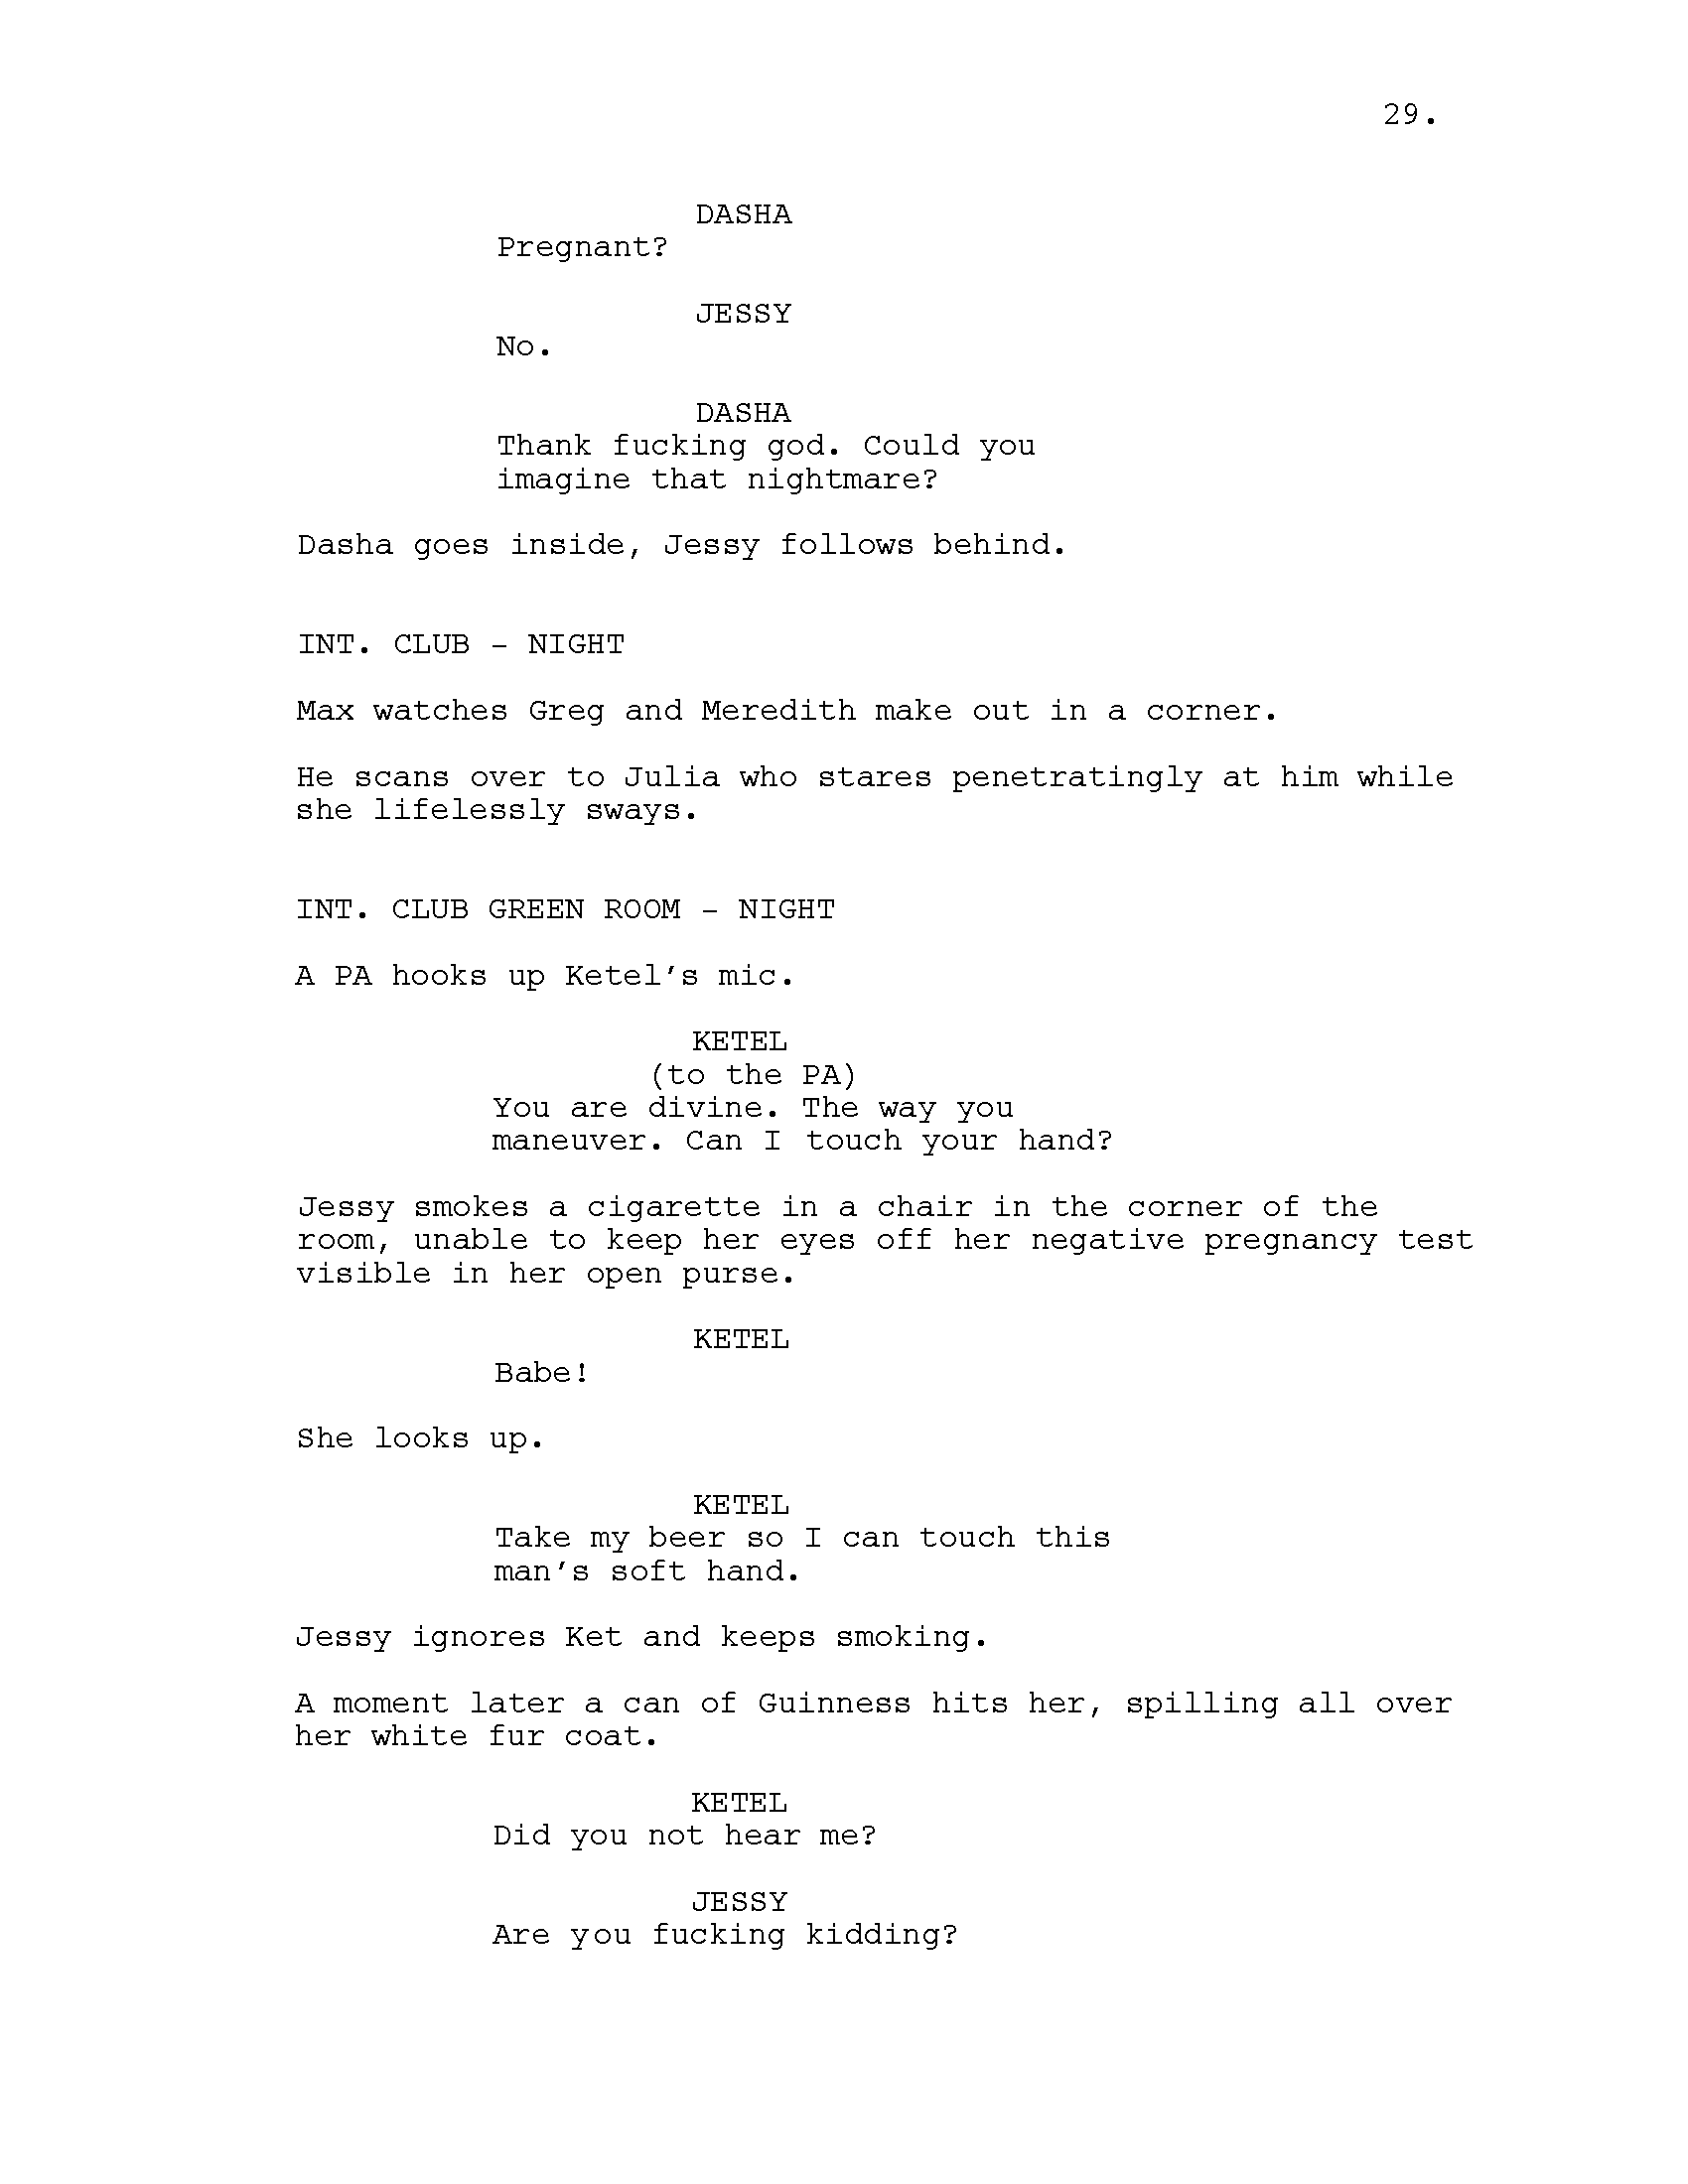 29.
DASHA
Pregnant?
JESSY
No.
DASHA
Thank fucking god. Could you
imagine that nightmare?
Dasha goes inside, Jessy follows behind.
INT. CLUB - NIGHT
Max watches Greg and Meredith make out in a corner.
He scans over to Julia who stares penetratingly at him while
she lifelessly sways.
INT. CLUB GREEN ROOM - NIGHT
A PA hooks up Ketel's mic.
KETEL
(to the PA)
You are divine. The way you
maneuver. Can I touch your hand?
Jessy smokes a cigarette in a chair in the corner of the
room, unable to keep her eyes off her negative pregnancy test
visible in her open purse.
KETEL
Babe!
She looks up.
KETEL
Take my beer so I can touch this
man's soft hand.
Jessy ignores Ket and keeps smoking.
A moment later a can of Guinness hits her, spilling all over
her white fur coat.
KETEL
Did you not hear me?
JESSY
Are you fucking kidding?